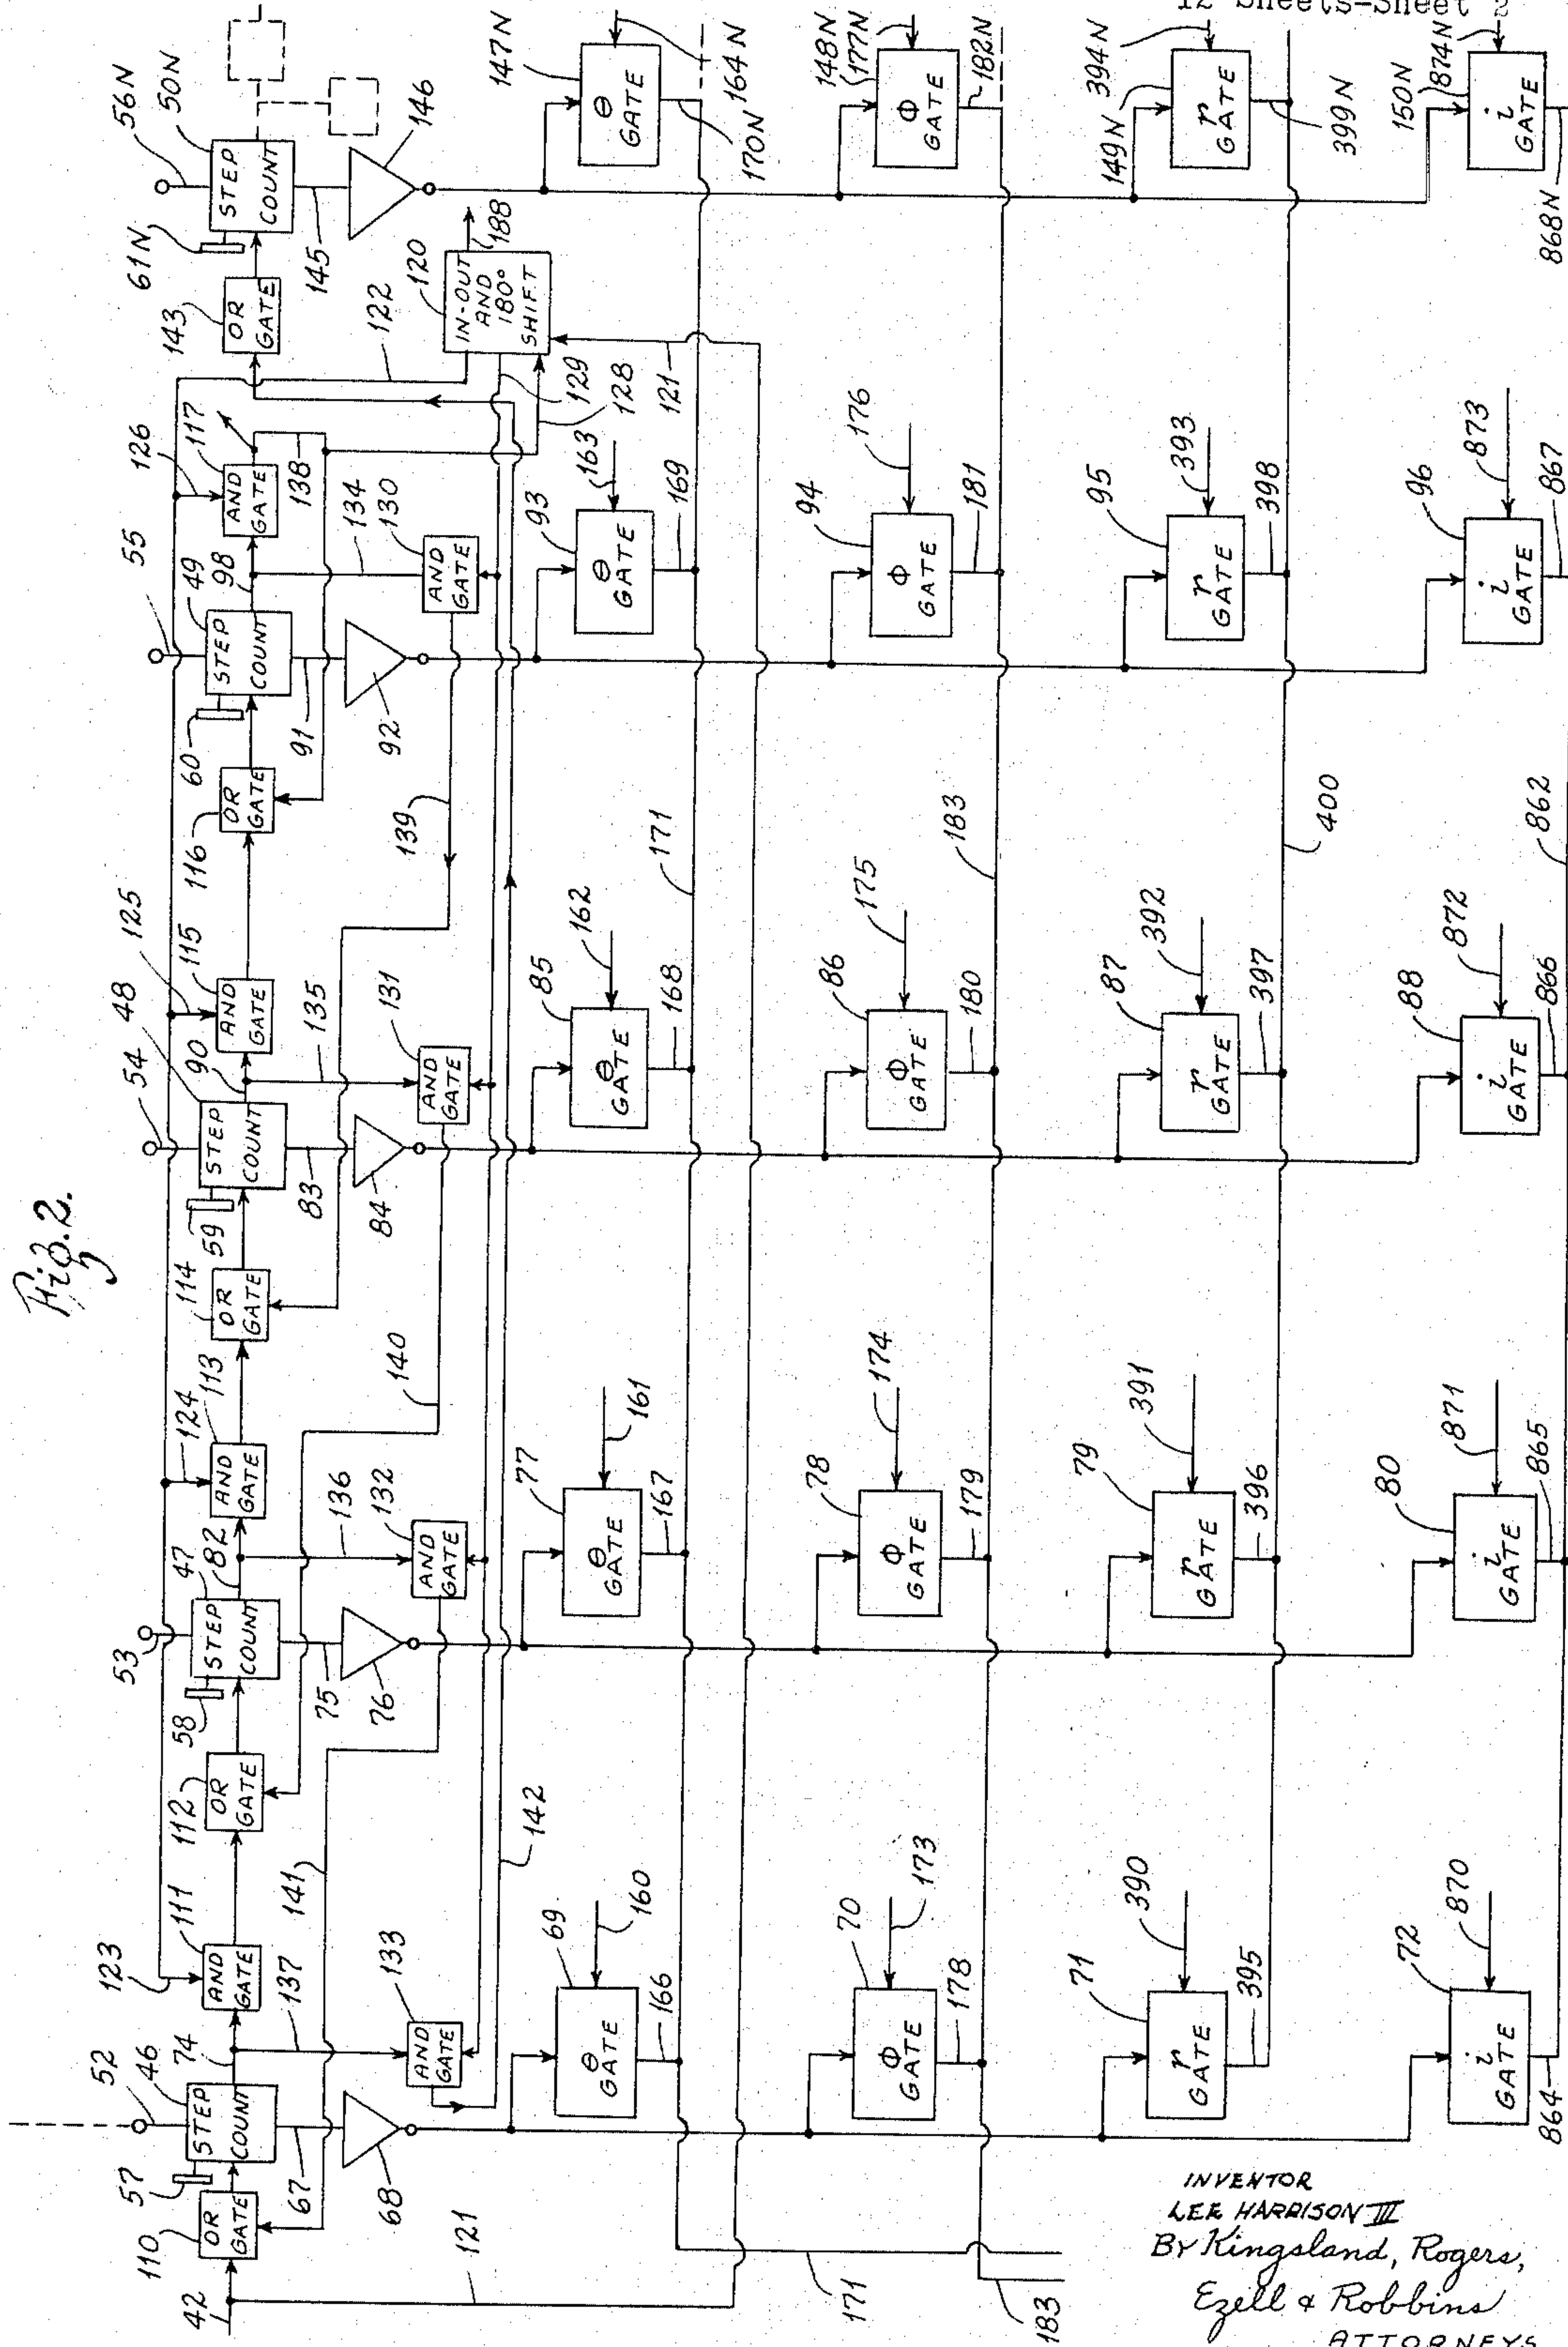 12 Sheets-Sheet 2
Fig. 2.
56N
50N
61N
STEP
COUNT
143
OR
GATE
145
146
122
120
IN-OUT
AND
180°
SHIFT
188
129
128
121
147N
Θ
GATE
164N
170N
148N
177N
Φ
GATE
182N
149N
394N
r
GATE
399N
150N
874N
i
GATE
868N
55
49
98
126
117
AND
GATE
138
134
130
AND
GATE
STEP
COUNT
60
116
OR
GATE
91
92
139
93
163
Θ
GATE
169
94
176
Φ
GATE
181
95
393
r
GATE
398
96
873
i
GATE
867
171
183
400
862
54
48
125
115
90
AND
GATE
135
131
AND
GATE
STEP
COUNT
59
114
OR
GATE
83
84
140
85
162
Θ
GATE
168
86
175
Φ
GATE
180
87
392
r
GATE
397
88
872
i
GATE
866
53
47
82
124
113
AND
GATE
136
132
AND
GATE
STEP
COUNT
58
112
OR
GATE
75
76
141
142
77
161
Θ
GATE
167
78
174
Φ
GATE
179
79
391
r
GATE
396
80
871
i
GATE
865
52
46
74
123
111
AND
GATE
137
133
AND
GATE
STEP
COUNT
57
110
OR
GATE
42
67
68
121
69
160
Θ
GATE
166
70
173
Φ
GATE
178
71
390
r
GATE
395
72
870
i
GATE
864
171
183
INVENTOR
LEE HARRISON III
By Kingsland, Rogers,
Ezell & Robbins
ATTORNEYS